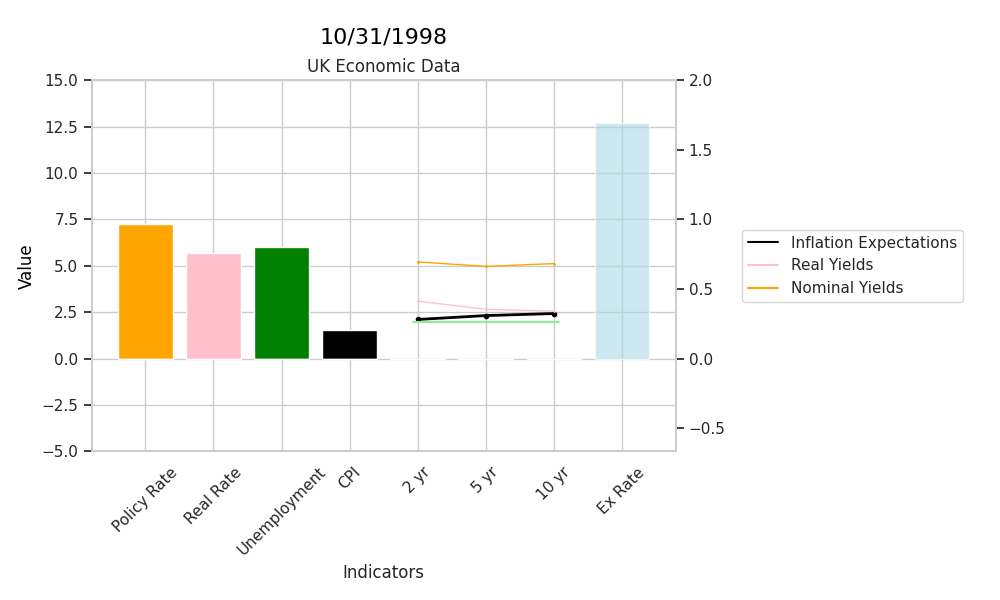 10/31/1998
UK Economic Data
Value
15.0
12.5
10.0
7.5
5.0
2.5
0.0
−2.5
−5.0
2.0
1.5
1.0
0.5
0.0
−0.5
Inflation Expectations
Real Yields
Nominal Yields
Policy Rate
Real Rate
Unemployment
CPI
2 yr
5 yr
10 yr
Ex Rate
Indicators